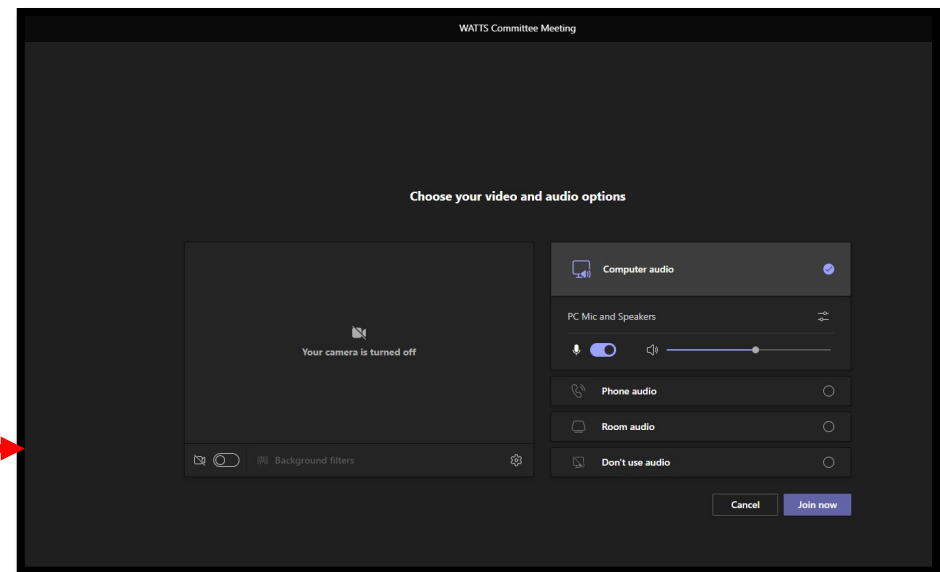 WATTS Committee Meeting
Choose your video and audio options
Your camera is turned off
Background filters
Computer audio
PC Mic and Speakers
Phone audio
Room audio
Don't use audio
Cancel
Join now